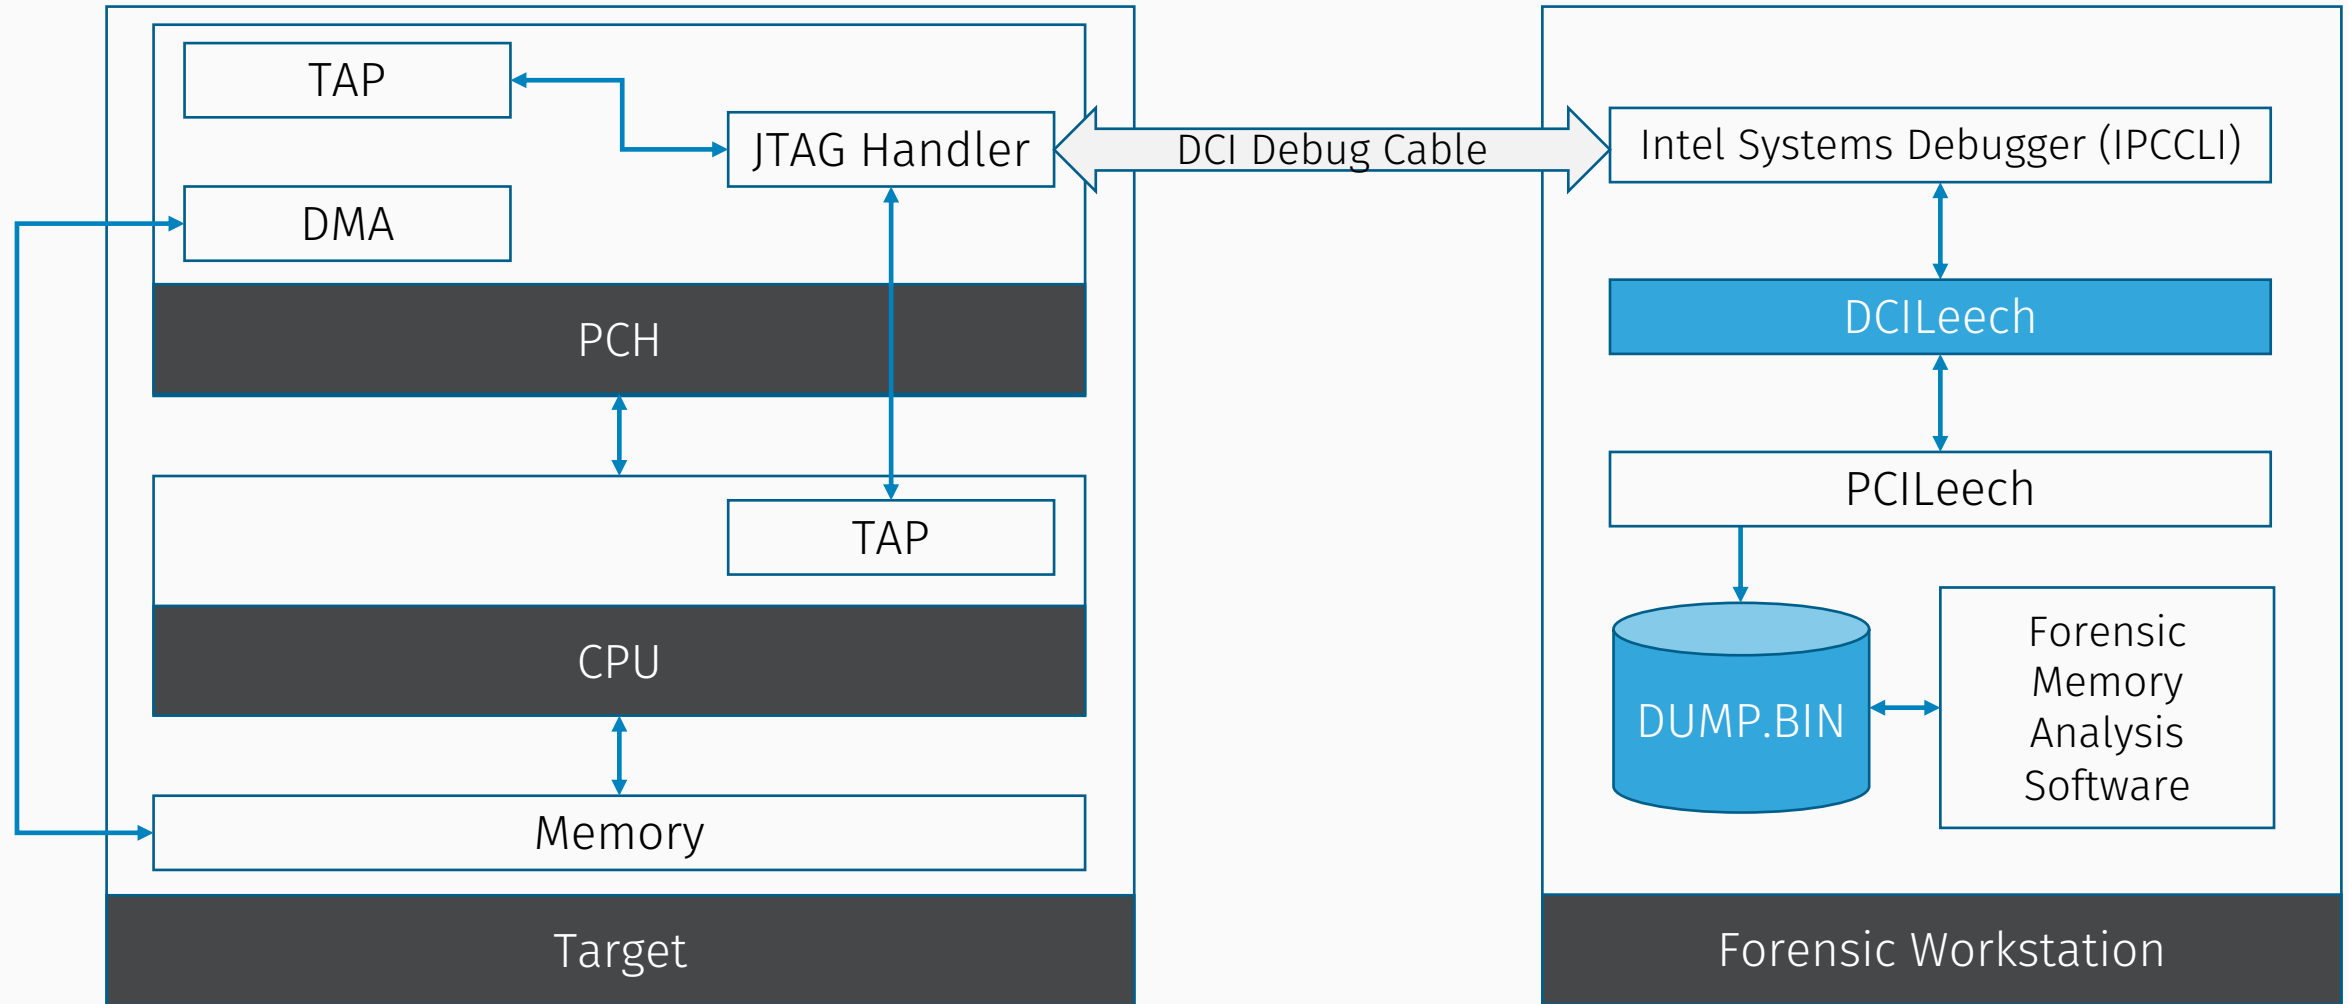 TAP
JTAG Handler
DMA
PCH
TAP
CPU
Memory
Target
DCI Debug Cable
Intel Systems Debugger (IPCCLI)
DCILeech
PCILeech
DUMP.BIN
Forensic
Memory
Analysis
Software
Forensic Workstation